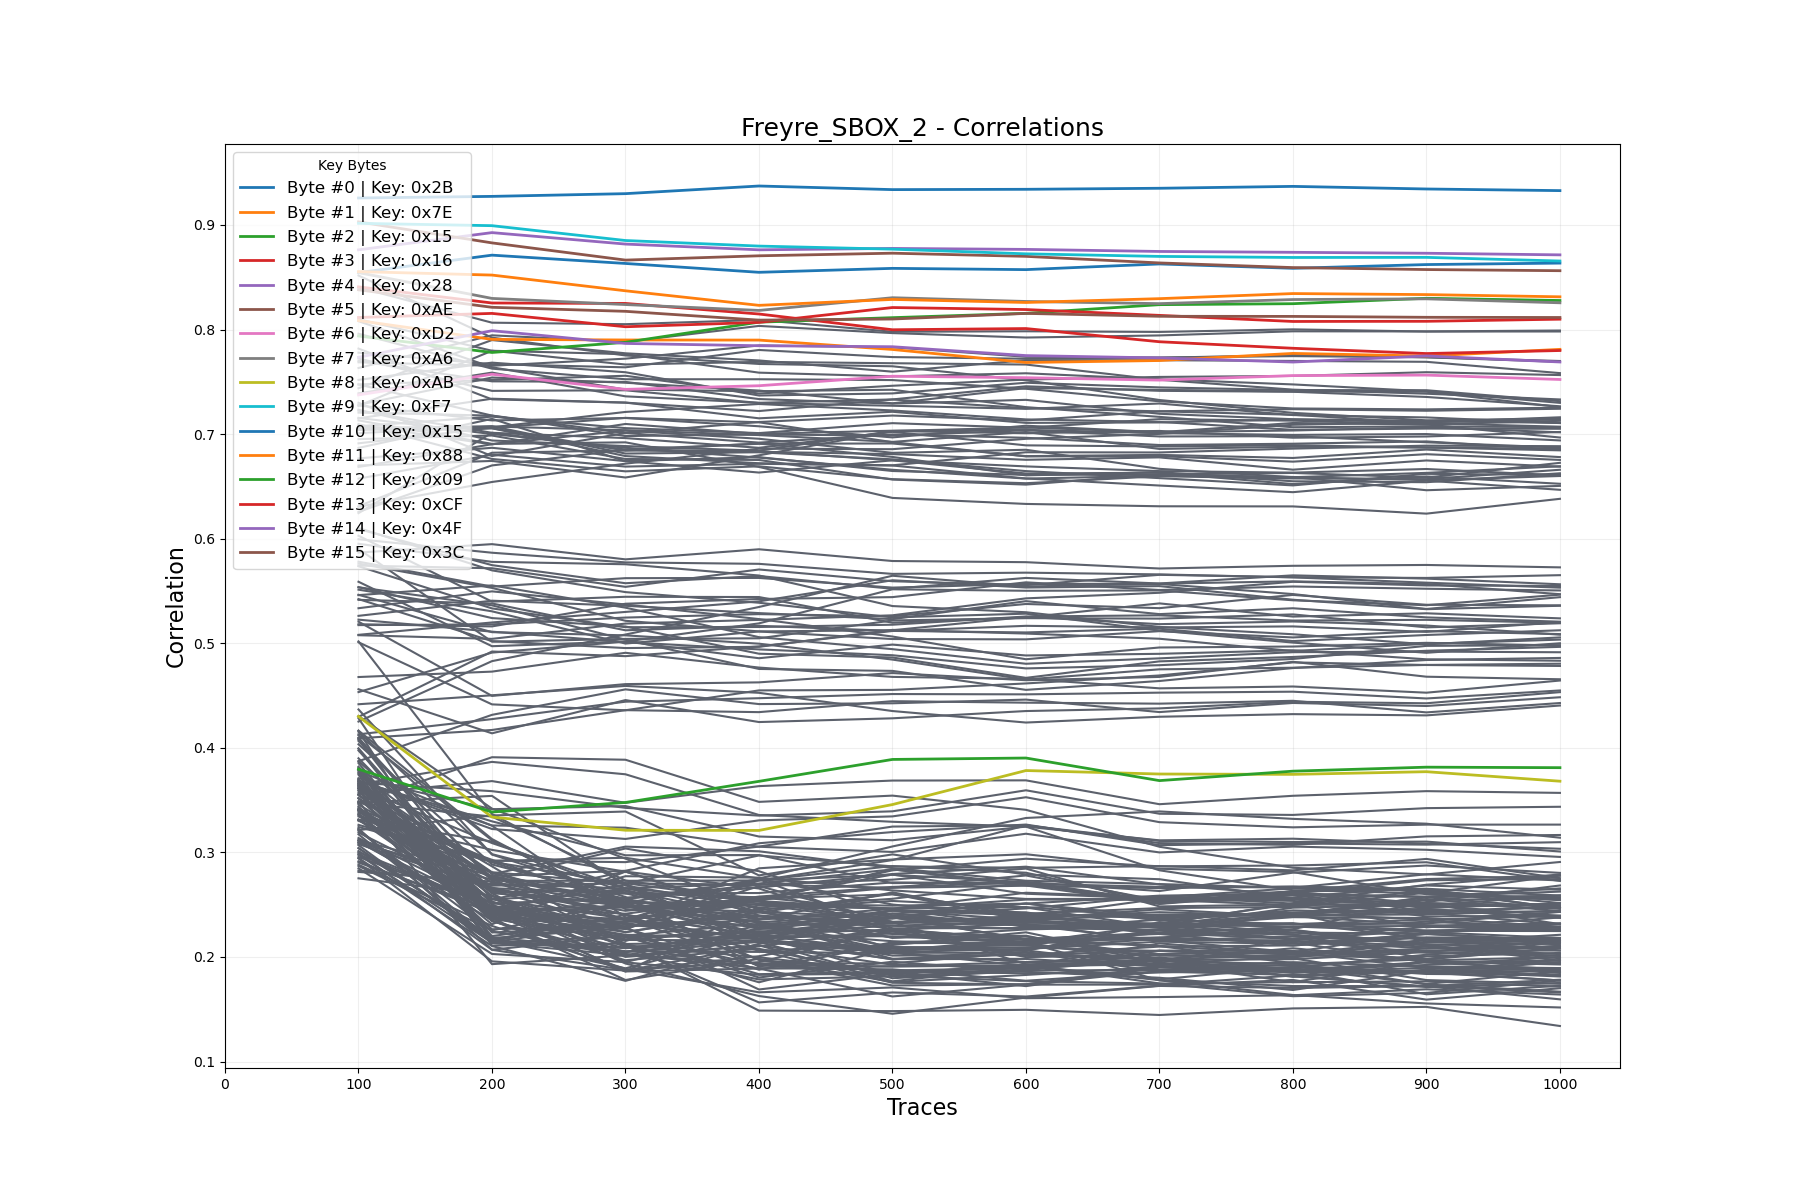 Freyre_SBOX_2 - Correlations
Key Bytes
Byte #0 | Key: 0x2B
Byte #1 | Key: 0x7E
Byte #2 | Key: 0x15
Byte #3 | Key: 0x16
Byte #4 | Key: 0x28
Byte #5 | Key: 0xAE
Byte #6 | Key: 0xD2
Byte #7 | Key: 0xA6
Byte #8 | Key: 0xAB
Byte #9 | Key: 0xF7
Byte #10 | Key: 0x15
Byte #11 | Key: 0x88
Byte #12 | Key: 0x09
Byte #13 | Key: 0xCF
Byte #14 | Key: 0x4F
Byte #15 | Key: 0x3C
0.9
0.8
0.7
0.6
0.5
0.4
0.3
0.2
0.1
Correlation
0 100 200 300 400 500 600 700 800 900 1000
Traces